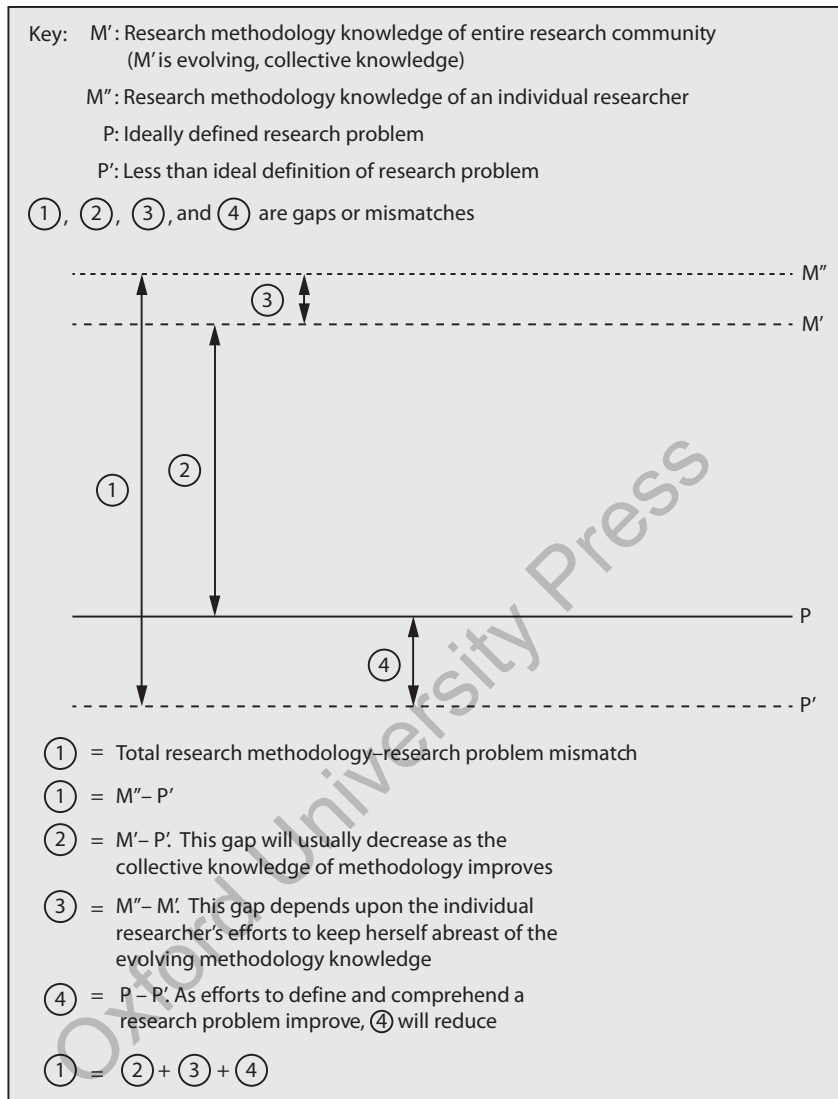 Key: M′: Research methodology knowledge of entire research community
(M′ is evolving, collective knowledge)
M″: Research methodology knowledge of an individual researcher
P: Ideally defined research problem
P′: Less than ideal definition of research problem
①, ②, ③, and ④ are gaps or mismatches
M″
③
M′
②
①
P
④
P′
① = Total research methodology–research problem mismatch
① = M″– P′
② = M′– P′. This gap will usually decrease as the
collective knowledge of methodology improves
③ = M″– M′. This gap depends upon the individual
researcher's efforts to keep herself abreast of the
evolving methodology knowledge
④ = P – P′. As efforts to define and comprehend a
research problem improve, ④ will reduce
① = ② + ③ + ④
Oxford University Press